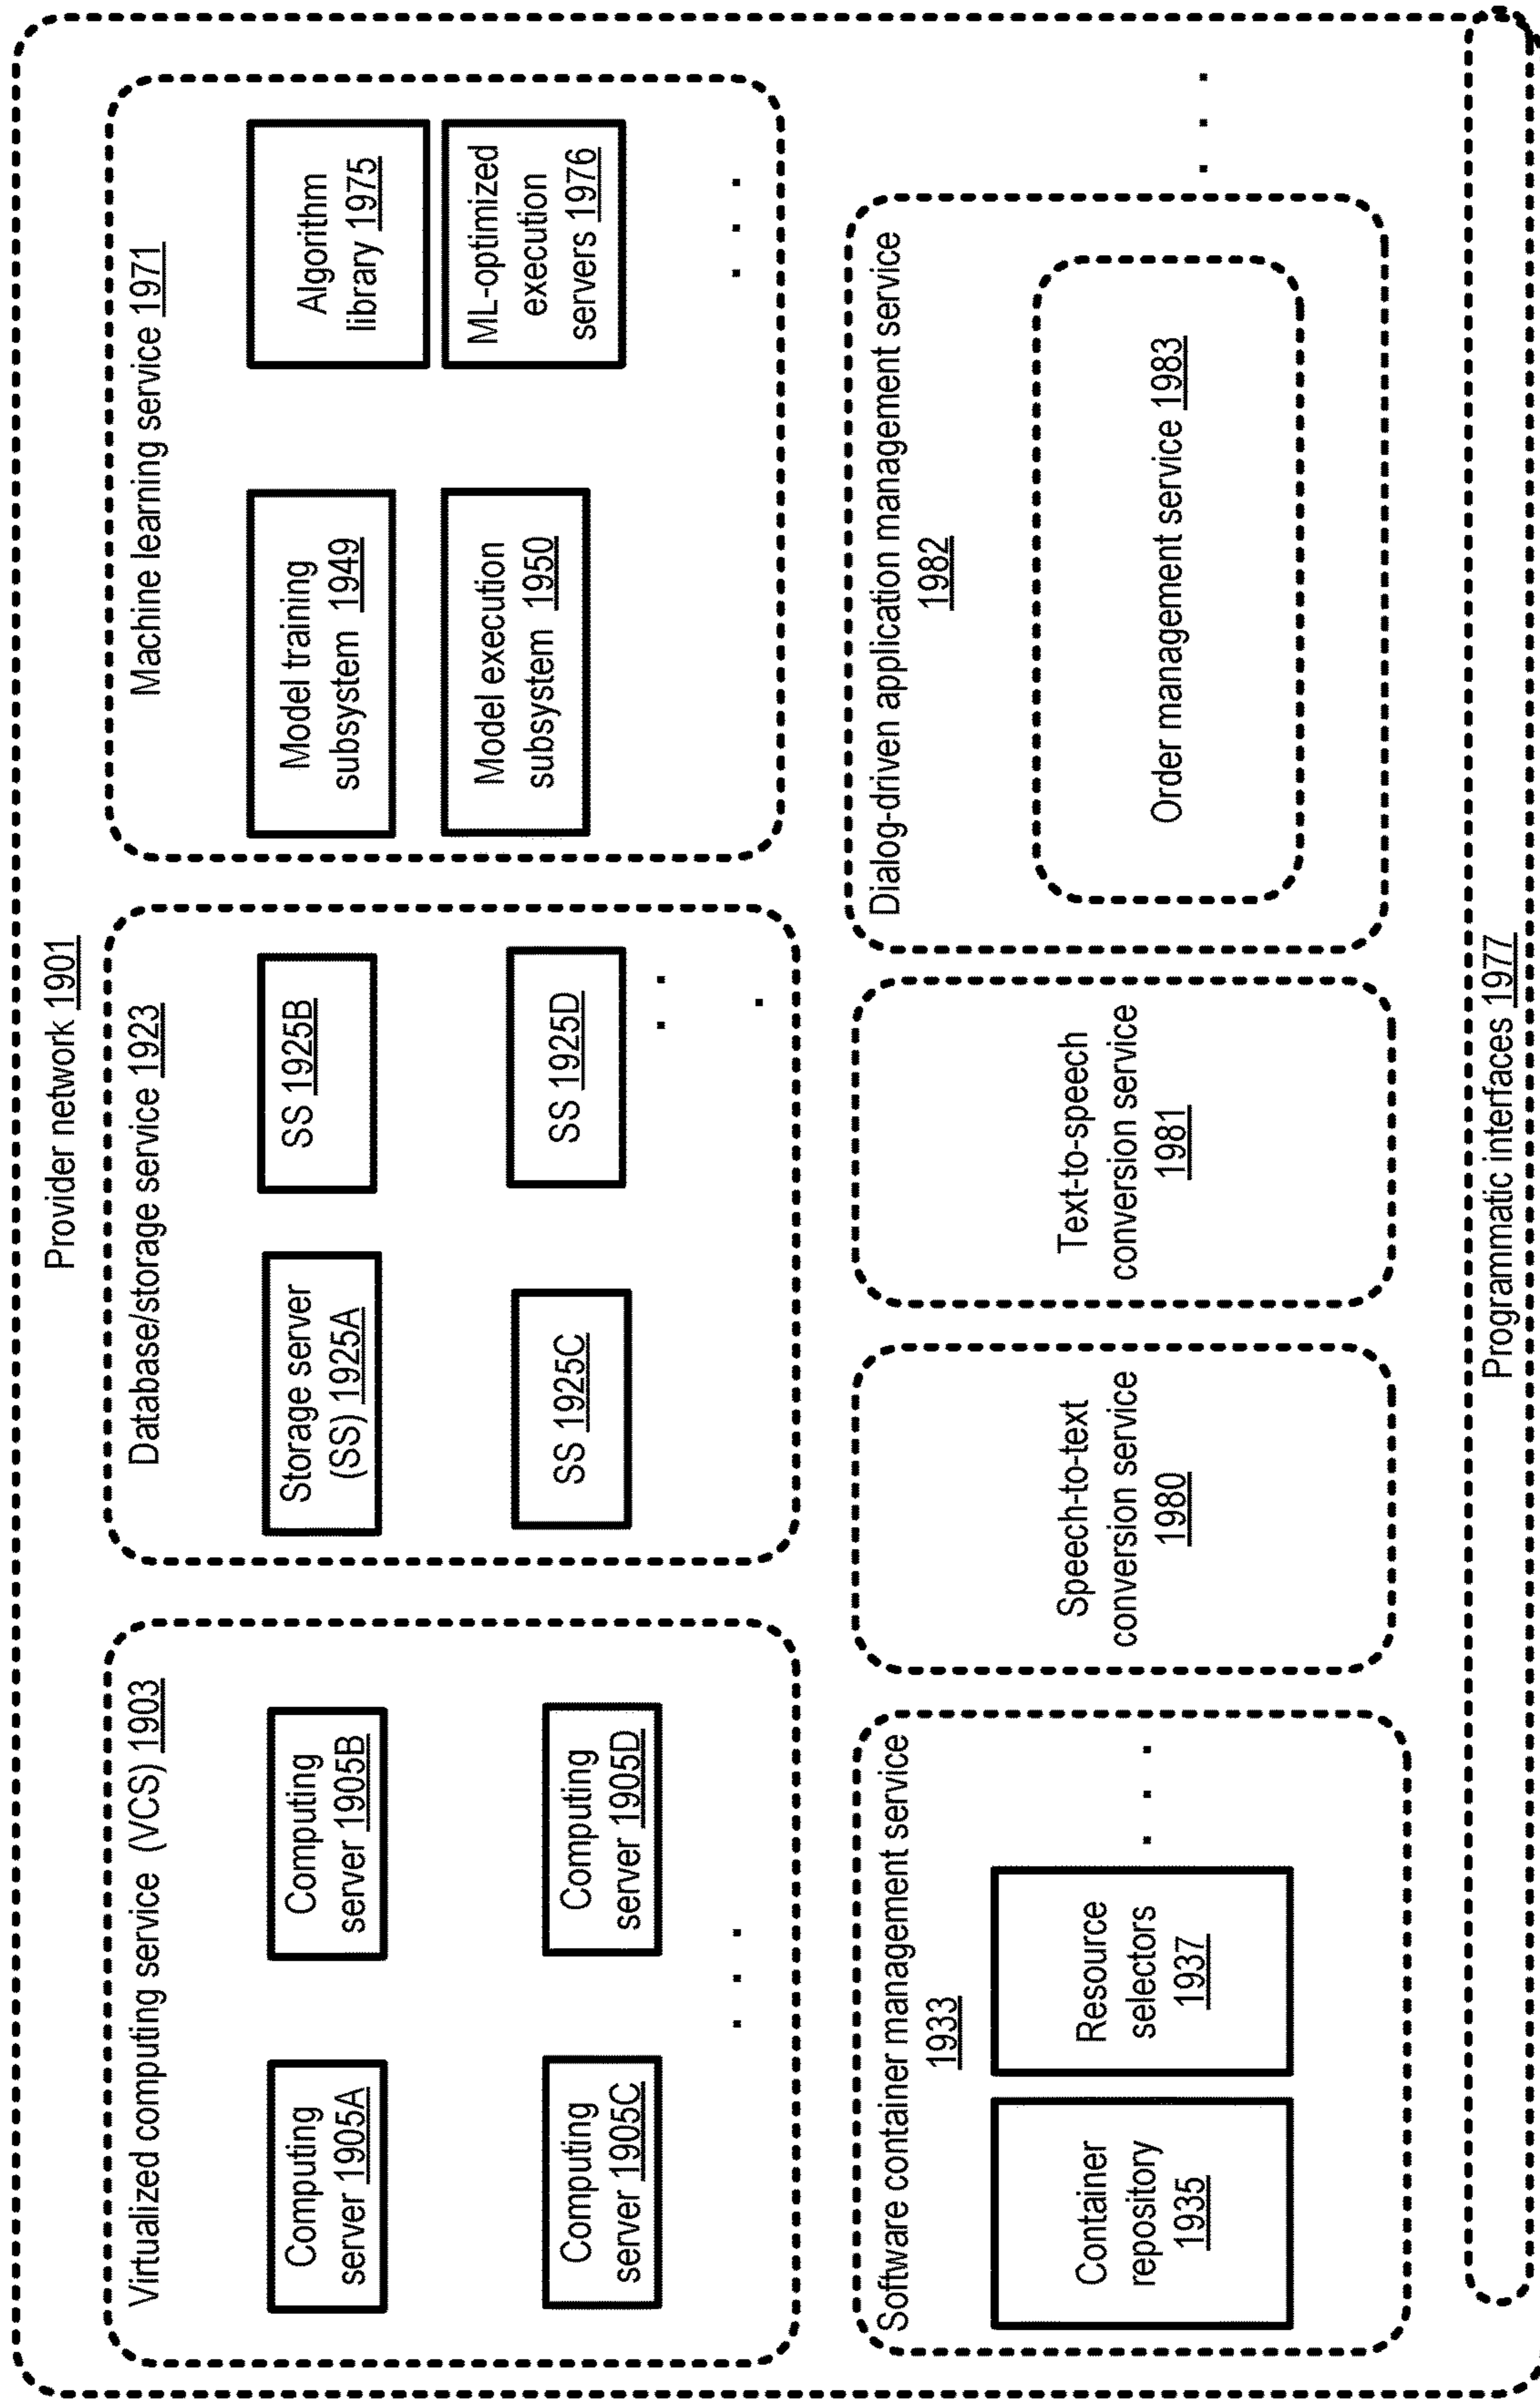 Provider network 1901
Virtualized computing service (VCS) 1903
Computing
server 1905A
Computing
server 1905B
Computing
server 1905C
Computing
server 1905D
. . .
Database/storage service 1923
Storage server
(SS) 1925A
SS 1925B
SS 1925C
SS 1925D
. . .
Machine learning service 1971
Model training
subsystem 1949
Algorithm
library 1975
Model execution
subsystem 1950
ML-optimized
execution
servers 1976
. . .
Software container management service
1933
Container
repository
1935
Resource
selectors
1937
. . .
Speech-to-text
conversion service
1980
Text-to-speech
conversion service
1981
Dialog-driven application management service
1982
Order management service 1983
. . .
Programmatic interfaces 1977